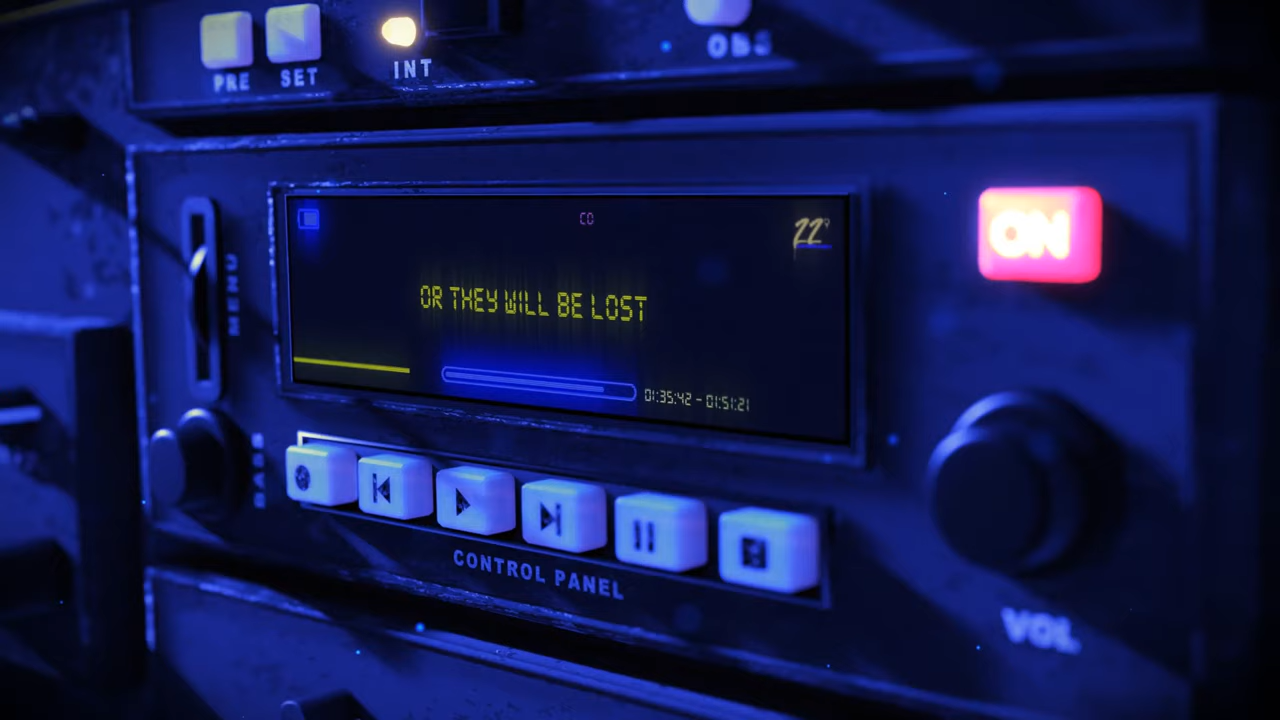 PRE
SET
INT
OBS
CO
22°
MENU
ON
OR THEY WILL BE LOST
01:35:42 - 01:51:21
CONTROL PANEL
VOL